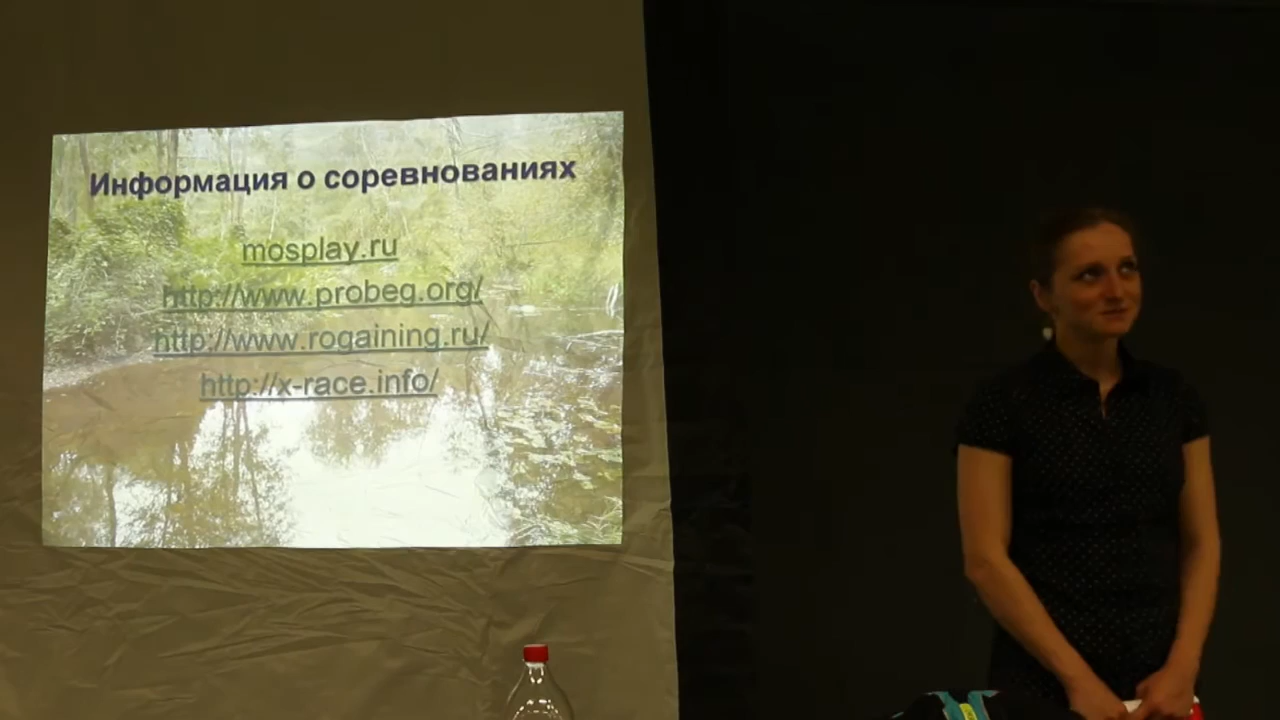 Информация о соревнованиях
mosplay.ru
http://www.probeg.org/
http://www.rogaining.ru/
http://x-race.info/